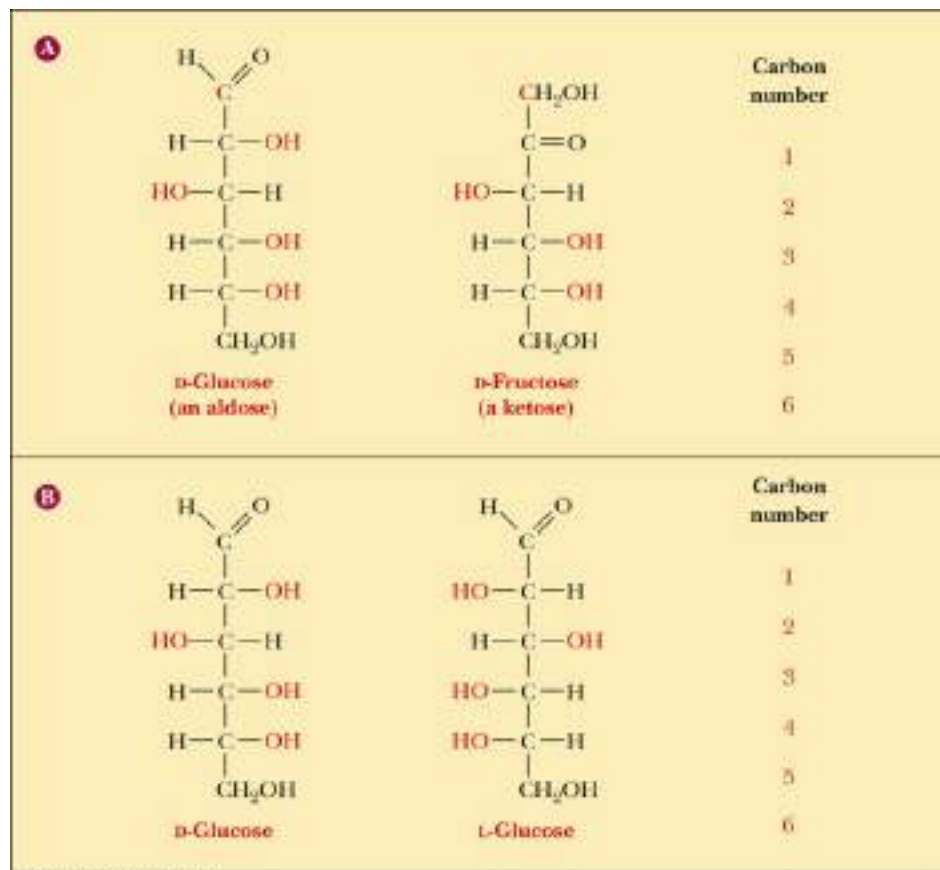 A
H O
C
H—C—OH
HO—C—H
H—C—OH
H—C—OH
CH₂OH
D-Glucose
(an aldose)
CH₂OH
C=O
HO—C—H
H—C—OH
H—C—OH
CH₂OH
D-Fructose
(a ketose)
Carbon
number
1
2
3
4
5
6
B
H O
C
H—C—OH
HO—C—H
H—C—OH
H—C—OH
CH₂OH
D-Glucose
H O
C
HO—C—H
H—C—OH
HO—C—H
HO—C—H
CH₂OH
L-Glucose
Carbon
number
1
2
3
4
5
6